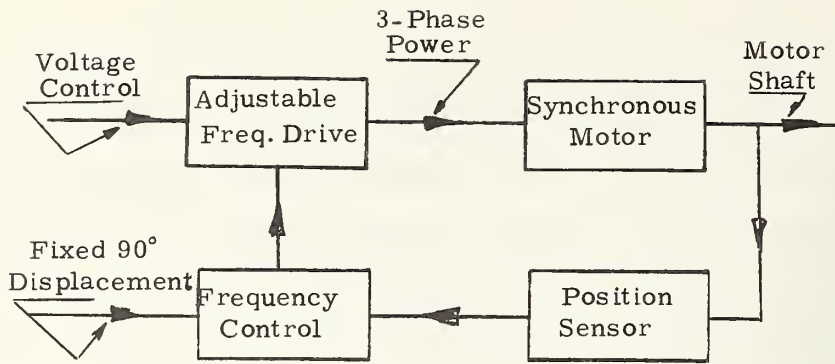 3-Phase
Power
Voltage
Control
Motor
Shaft
Adjustable
Freq. Drive
Synchronous
Motor
Fixed 90°
Displacement
Frequency
Control
Position
Sensor